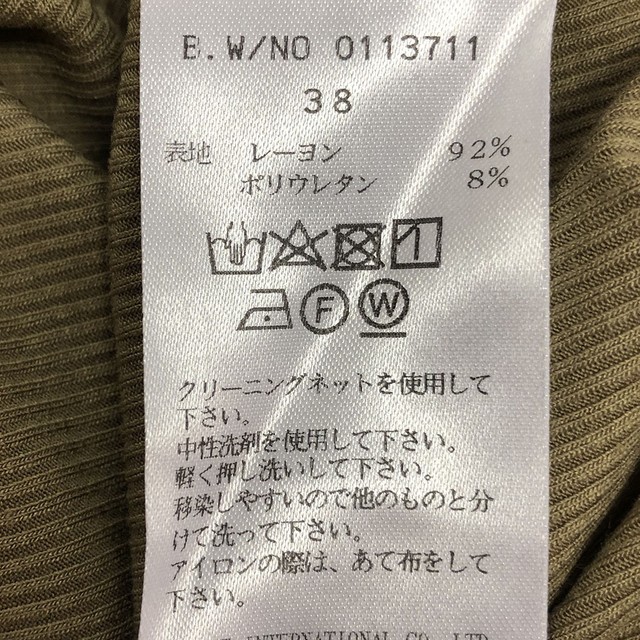 B.W/NO 0113711
38
表地 レーヨン 92%
ポリウレタン 8%
F W
クリーニングネットを使用して
下さい。
中性洗剤を使用して下さい。
軽く押し洗いして下さい。
移染しやすいので他のものと分
けて洗って下さい。
アイロンの際は、あて布をして
下さい。
INTERNATIONAL CO. LTD